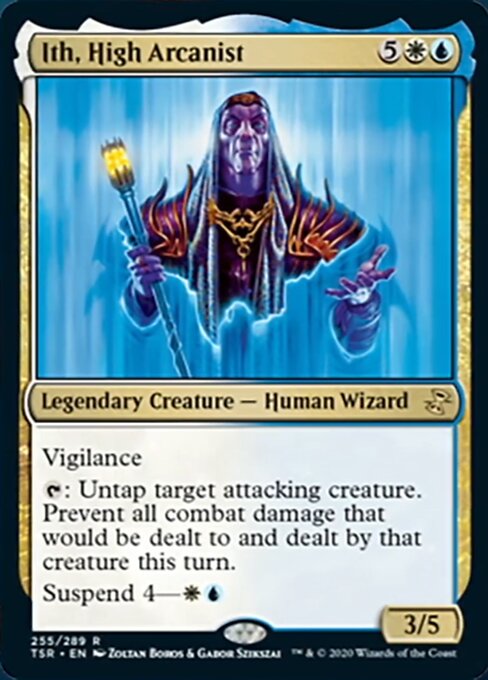 Ith, High Arcanist 5
Legendary Creature — Human Wizard
Vigilance
: Untap target attacking creature.
Prevent all combat damage that
would be dealt to and dealt by that
creature this turn.
Suspend 4—
3/5
255/289 R
TSR • EN Zoltan Boros & Gabor Szikszai ™ & © 2020 Wizards of the Coast